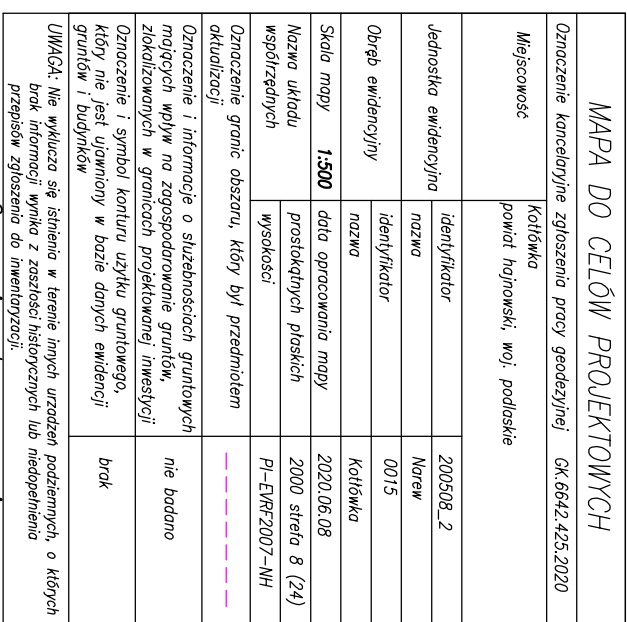 MAPA DO CELÓW PROJEKTOWYCH
Oznaczenie kancelaryjne zgłoszenia pracy geodezyjnej GK.6642.425.2020
Miejscowość
Kotłówka
powiat hajnowski, woj. podlaskie
Jednostka ewidencyjna
identyfikator 200508_2
nazwa Narew
Obręb ewidencyjny
identyfikator 0015
nazwa Kotłówka
Skala mapy 1:500 data opracowania mapy 2020.06.08
Nazwa układu
współrzędnych
prostokątnych płaskich 2000 strefa 8 (24)
wysokości Pl-EVRF2007-NH
Oznaczenie granic obszaru, który był przedmiotem
aktualizacji
Oznaczenie i informacje o służebnościach gruntowych
mających wpływ na zagospodarowanie gruntów,
zlokalizowanych w granicach projektowanej inwestycji
nie badano
Oznaczenie i symbol konturu użytku gruntowego,
który nie jest ujawniony w bazie danych ewidencji
gruntów i budynków
brak
UWAGA: Nie wyklucza się istnienia w terenie innych urządzeń podziemnych, o których
brak informacji wynika z zaszłości historycznych lub niedopełnienia
przepisów zgłoszenia do inwentaryzacji.